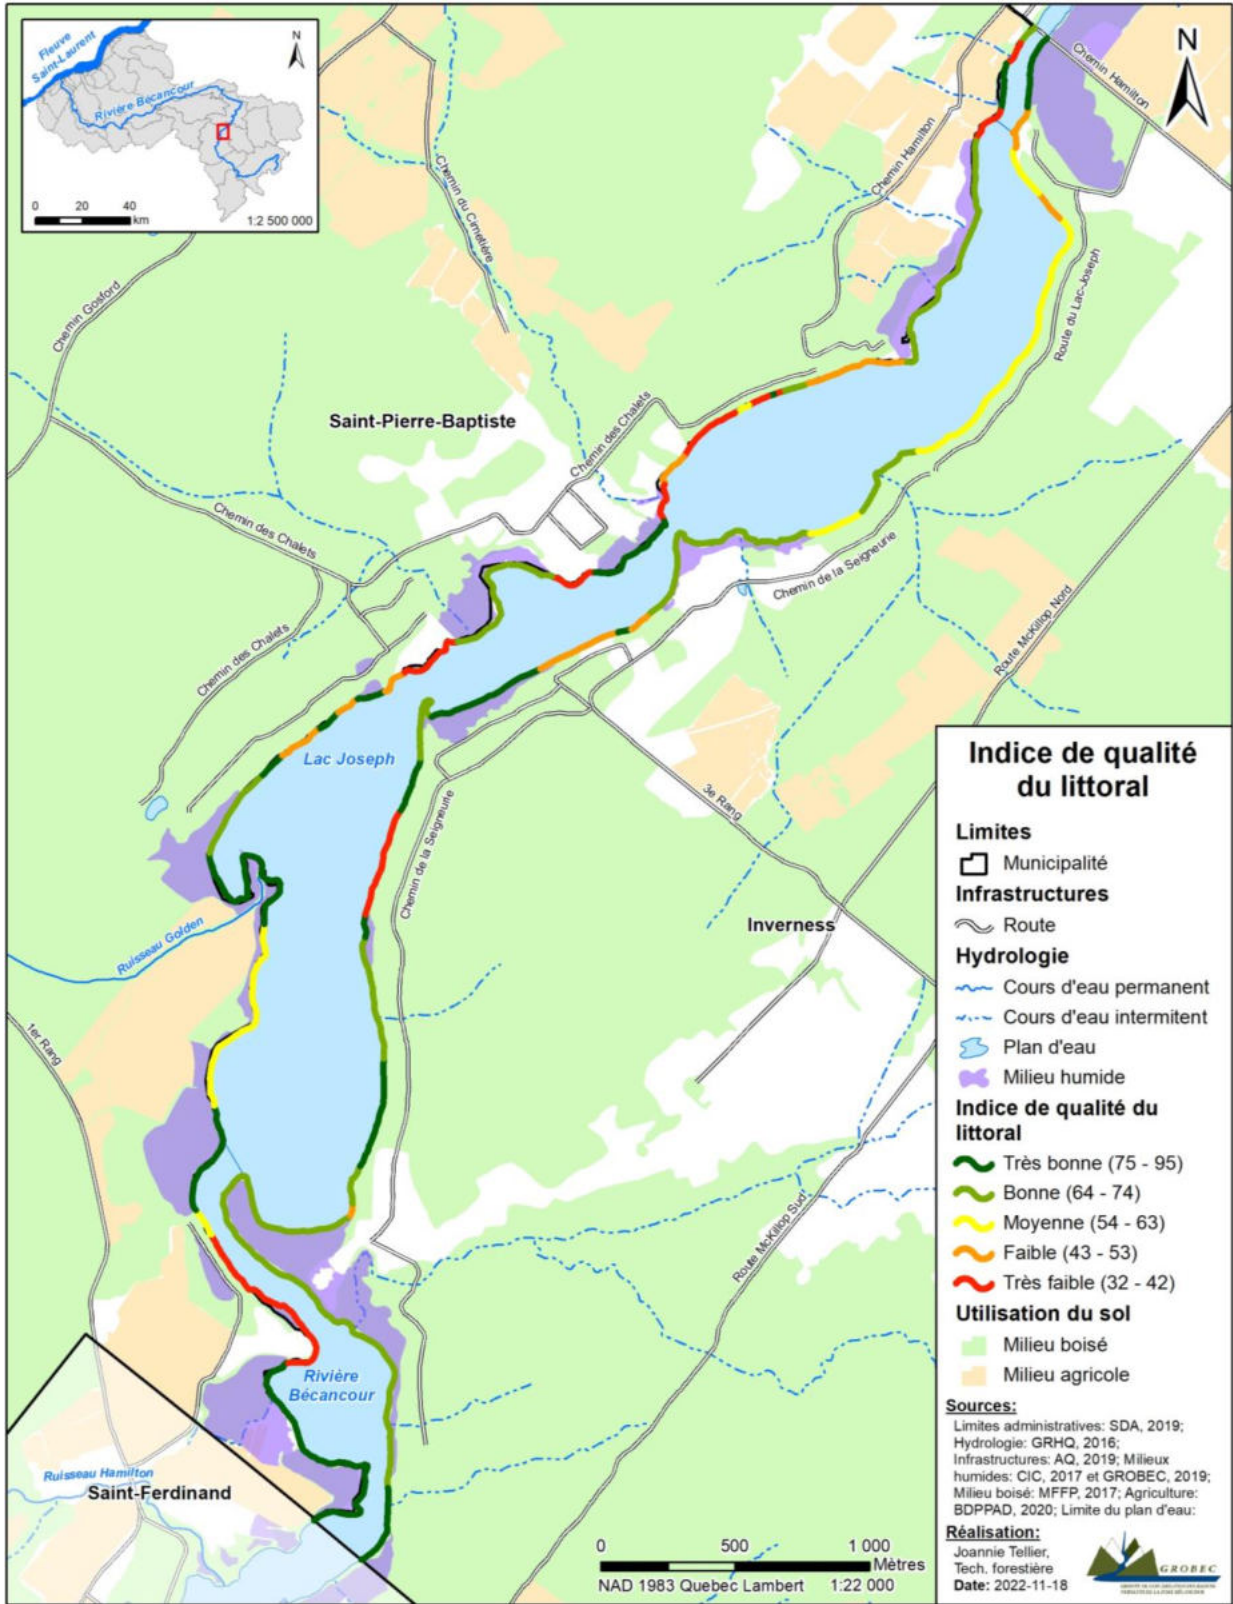 Fleuve
Saint-Laurent
N
Rivière Bécancour
0 20 40
km
1:2 500 000
N
Chemin Hamilton
Chemin Hamilton
Chemin du Cimetière
Chemin Gosford
Route du Lac-Joseph
Saint-Pierre-Baptiste
Chemin des Chalets
Chemin des Chalets
Chemin de la Seigneurie
Route McKillop Nord
Chemin des Chalets
Lac Joseph
3e Rang
Chemin de la Seigneurie
Ruisseau Golden
Inverness
1er Rang
Route McKillop Sud
Rivière
Bécancour
Ruisseau Hamilton
Saint-Ferdinand
0 500 1 000
Mètres
NAD 1983 Quebec Lambert 1:22 000
Indice de qualité
du littoral
Limites
Municipalité
Infrastructures
Route
Hydrologie
Cours d'eau permanent
Cours d'eau intermitent
Plan d'eau
Milieu humide
Indice de qualité du
littoral
Très bonne (75 - 95)
Bonne (64 - 74)
Moyenne (54 - 63)
Faible (43 - 53)
Très faible (32 - 42)
Utilisation du sol
Milieu boisé
Milieu agricole
Sources:
Limites administratives: SDA, 2019;
Hydrologie: GRHQ, 2016;
Infrastructures: AQ, 2019; Milieux
humides: CIC, 2017 et GROBEC, 2019;
Milieu boisé: MFFP, 2017; Agriculture:
BDPPAD, 2020; Limite du plan d'eau:
Réalisation:
Joannie Tellier,
Tech. forestière
Date: 2022-11-18
GROBEC